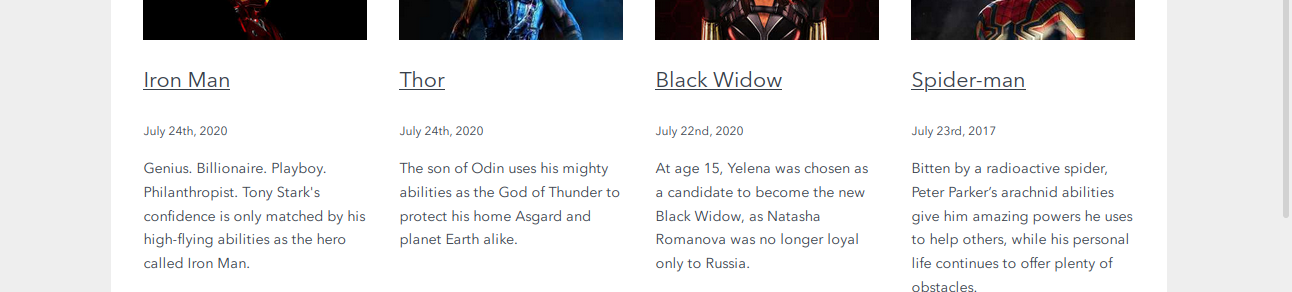 Iron Man
July 24th, 2020
Genius. Billionaire. Playboy.
Philanthropist. Tony Stark's
confidence is only matched by his
high-flying abilities as the hero
called Iron Man.
Thor
July 24th, 2020
The son of Odin uses his mighty
abilities as the God of Thunder to
protect his home Asgard and
planet Earth alike.
Black Widow
July 22nd, 2020
At age 15, Yelena was chosen as
a candidate to become the new
Black Widow, as Natasha
Romanova was no longer loyal
only to Russia.
Spider-man
July 23rd, 2017
Bitten by a radioactive spider,
Peter Parker’s arachnid abilities
give him amazing powers he uses
to help others, while his personal
life continues to offer plenty of
obstacles.